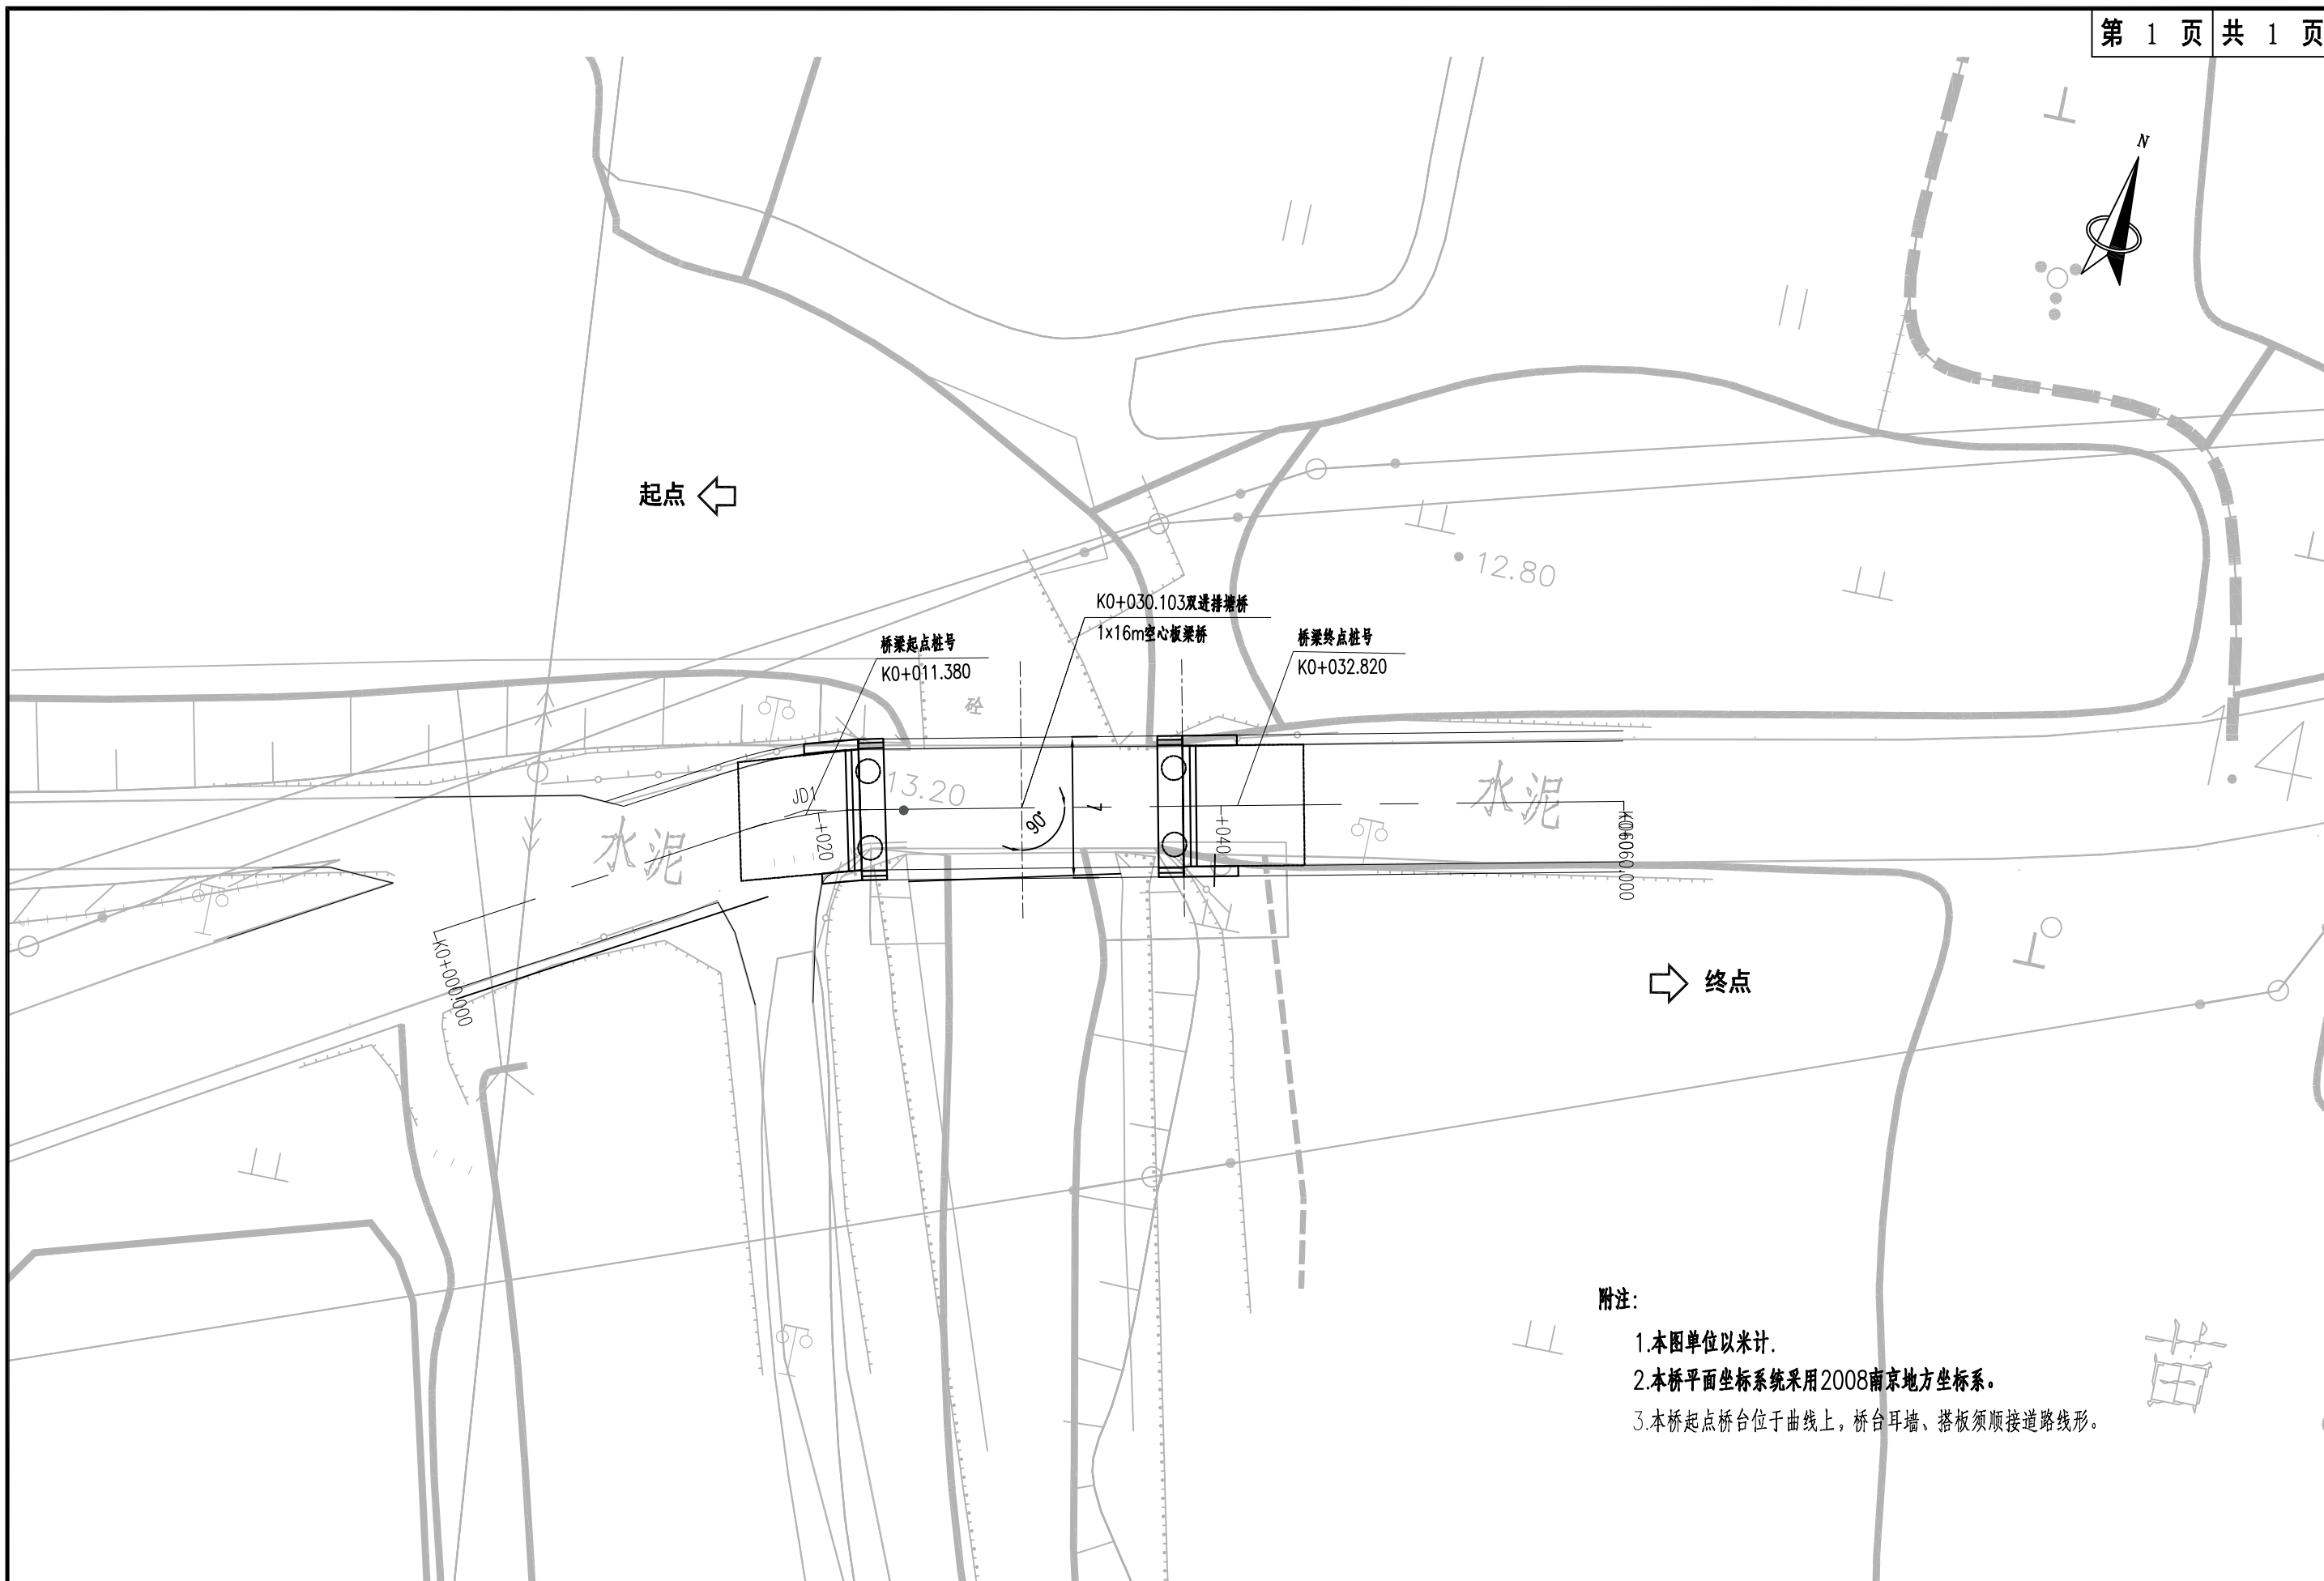 第 1 页 共 1 页
N
起点
12.80
K0+030.103双进排塘桥
1x16m空心板梁桥
桥梁起点桩号
K0+011.380
桥梁终点桩号
K0+032.820
砼
13.20
JD1
+020
90°
7
+040
水泥
水泥
K0+060.000
K0+000.000
终点
附注:
1.本图单位以米计.
2.本桥平面坐标系统采用2008南京地方坐标系。
3.本桥起点桥台位于曲线上，桥台耳墙、搭板须顺接道路线形。
苗